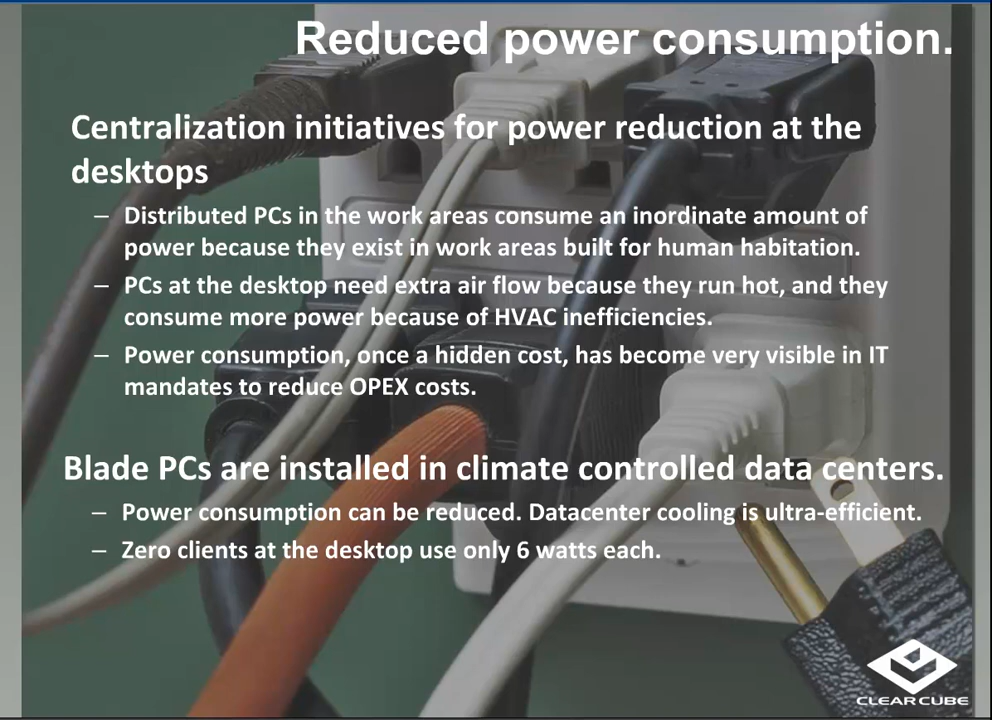 Reduced power consumption.
Centralization initiatives for power reduction at the
desktops
– Distributed PCs in the work areas consume an inordinate amount of
power because they exist in work areas built for human habitation.
– PCs at the desktop need extra air flow because they run hot, and they
consume more power because of HVAC inefficiencies.
– Power consumption, once a hidden cost, has become very visible in IT
mandates to reduce OPEX costs.
Blade PCs are installed in climate controlled data centers.
– Power consumption can be reduced. Datacenter cooling is ultra-efficient.
– Zero clients at the desktop use only 6 watts each.
CLEARCUBE